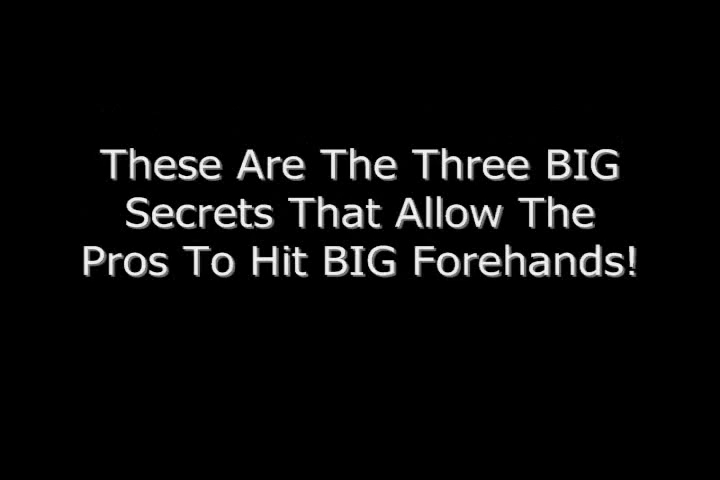 These Are The Three BIG
Secrets That Allow The
Pros To Hit BIG Forehands!